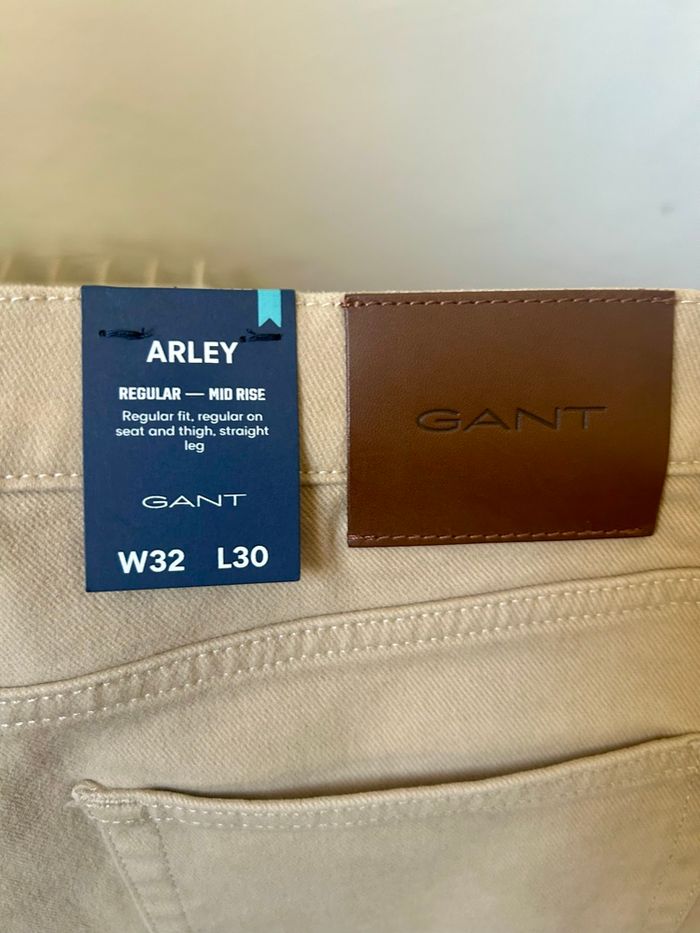 ARLEY
REGULAR — MID RISE
Regular fit, regular on
seat and thigh, straight
leg
GANT
W32 L30
GANT